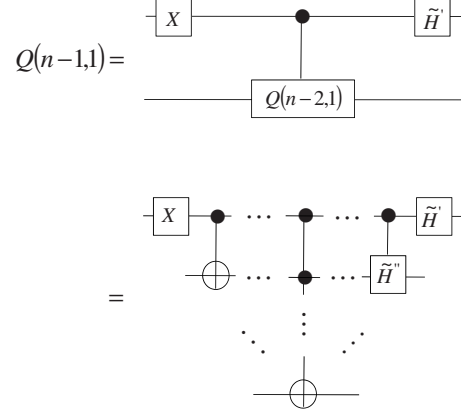 X H̃'
Q(n−1,1)=
Q(n−2,1)
X ··· ··· H̃'
··· ··· H̃"
=